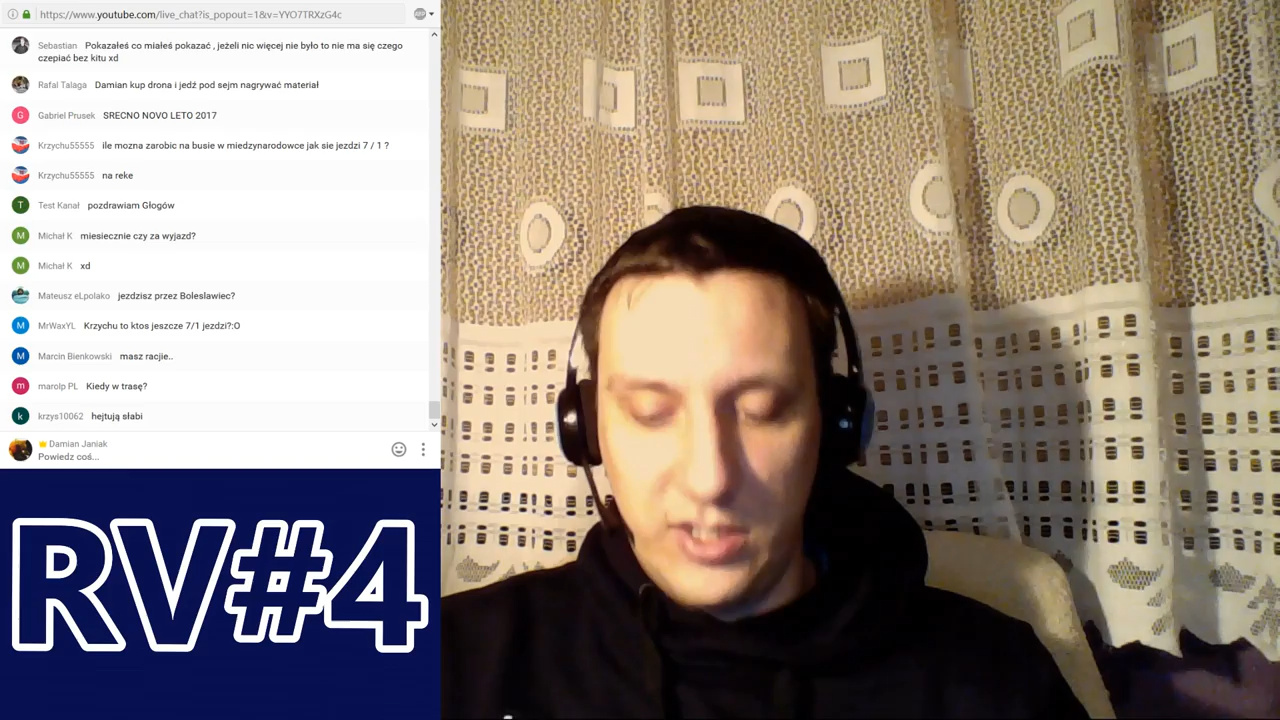 https://www.youtube.com/live_chat?is_popout=1&v=YYO7TRXzG4c
Sebastian Pokazałeś co miałeś pokazać , jeżeli nic więcej nie było to nie ma się czego
czepiać bez kitu xd
Rafal Talaga Damian kup drona i jedź pod sejm nagrywać materiał
G Gabriel Prusek SRECNO NOVO LETO 2017
Krzychu55555 ile mozna zarobic na busie w miedzynarodowce jak sie jezdzi 7 / 1 ?
Krzychu55555 na reke
T Test Kanał pozdrawiam Głogów
M Michał K miesiecznie czy za wyjazd?
M Michał K xd
Mateusz eLpolako jezdzisz przez Boleslawiec?
M MrWaxYL Krzychu to ktos jeszcze 7/1 jezdzi?:O
M Marcin Bienkowski masz racjie..
m marolp PL Kiedy w trasę?
k krzys10062 hejtują słabi
Damian Janiak
Powiedz coś...
RV#4